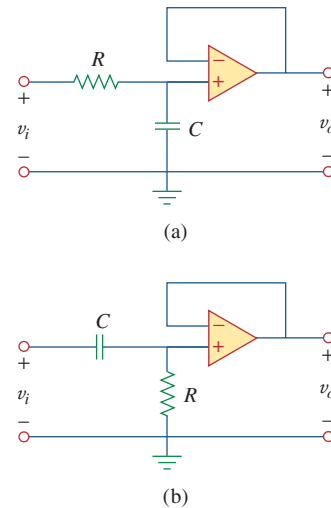 R
+ − + +
v_i C v_o
− −
(a)
C
+ − + +
v_i R v_o
− −
(b)